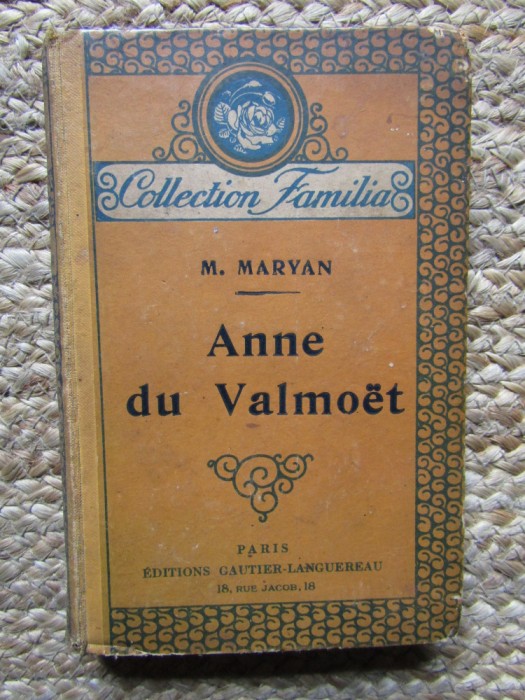 Collection Familia
M. MARYAN
Anne
du Valmoët
PARIS
ÉDITIONS GAUTIER-LANGUEREAU
18, RUE JACOB, 18